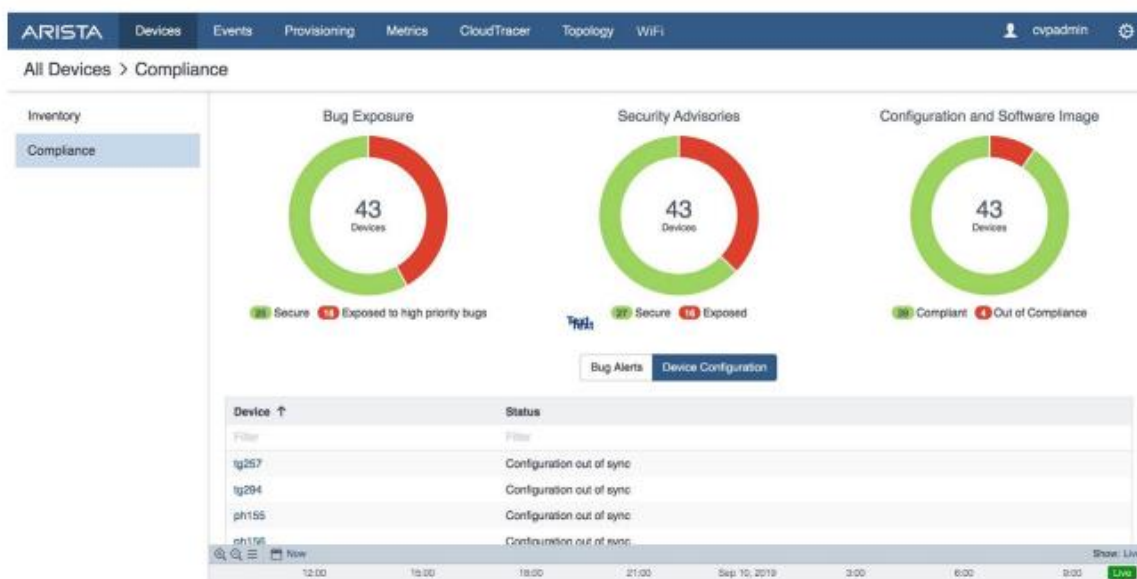 ARISTA Devices Events Provisioning Metrics CloudTracer Topology WiFi cvpadmin
All Devices > Compliance
Inventory
Compliance
Bug Exposure Security Advisories Configuration and Software Image
43 43 43
Devices Devices Devices
Secure Exposed to high priority bugs 27 Secure 16 Exposed 39 Compliant 4 Out of Compliance
Bug Alerts Device Configuration
Device ↑ Status
Filter Filter
tg257 Configuration out of sync
tg294 Configuration out of sync
ph155 Configuration out of sync
ph156 Configuration out of sync
Now Show: Live
12:00 15:00 18:00 21:00 Sep 10, 2019 3:00 6:00 9:00 Live